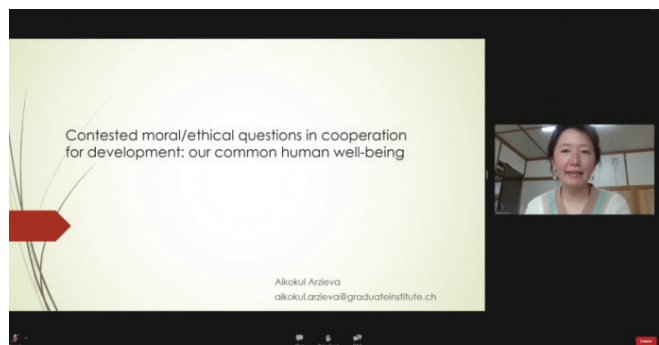 Contested moral/ethical questions in cooperation
for development: our common human well-being
Aikokul Arzieva
aikokul.arzieva@graduateinstitute.ch